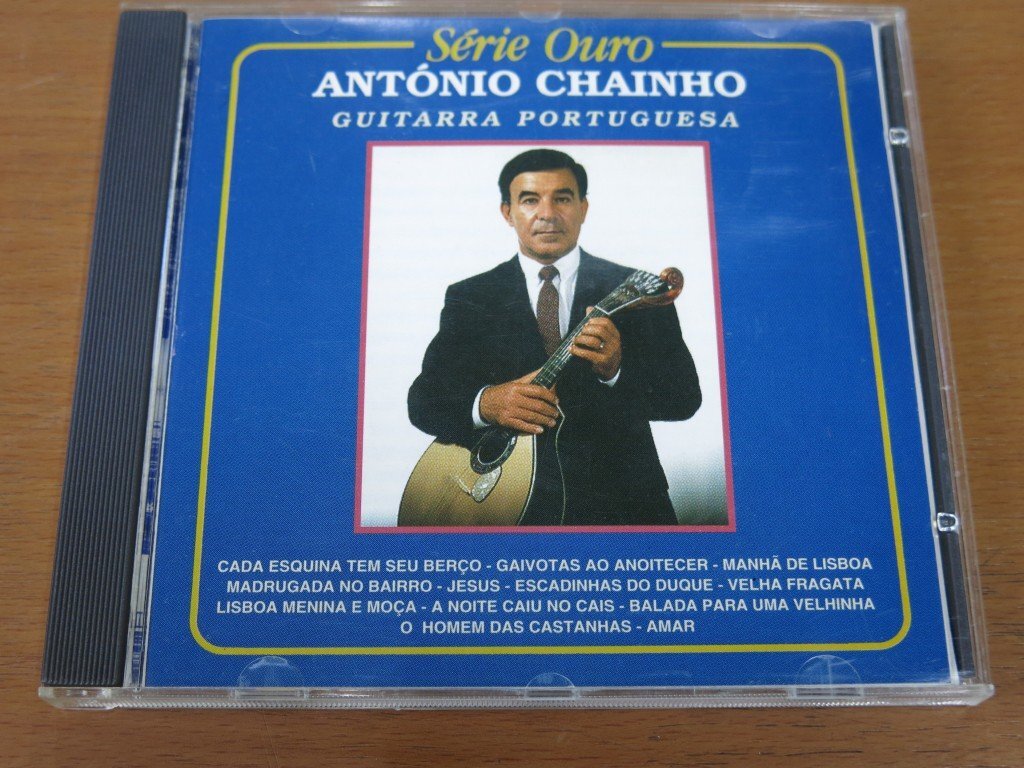 Série Ouro
ANTÓNIO CHAINHO
GUITARRA PORTUGUESA
CADA ESQUINA TEM SEU BERÇO - GAIVOTAS AO ANOITECER - MANHÃ DE LISBOA
MADRUGADA NO BAIRRO - JESUS - ESCADINHAS DO DUQUE - VELHA FRAGATA
LISBOA MENINA E MOÇA - A NOITE CAIU NO CAIS - BALADA PARA UMA VELHINHA
O HOMEM DAS CASTANHAS - AMAR